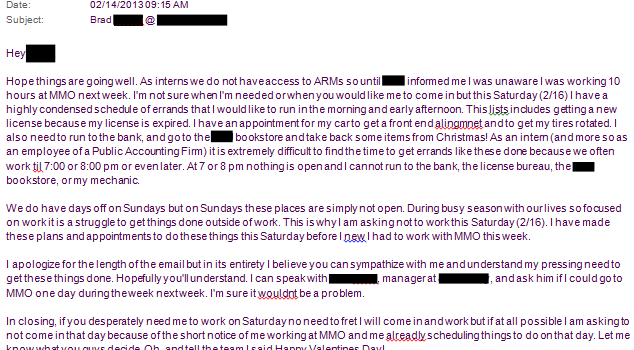 Date: 02/14/2013 09:15 AM
Subject: Brad @
Hey
Hope things are going well. As interns we do not have access to ARMs so until informed me I was unaware I was working 10
hours at MMO next week. I'm not sure when I'm needed or when you would like me to come in but this Saturday (2/16) I have a
highly condensed schedule of errands that I would like to run in the morning and early afternoon. This lists includes getting a new
license because my license is expired. I have an appointment for my car to get a front end alingmnet and to get my tires rotated. I
also need to run to the bank, and go to the bookstore and take back some items from Christmas! As an intern (and more so as
an employee of a Public Accounting Firm) it is extremely difficult to find the time to get errands like these done because we often
work til 7:00 or 8:00 pm or even later. At 7 or 8 pm nothing is open and I cannot run to the bank, the license bureau, the
bookstore, or my mechanic.
We do have days off on Sundays but on Sundays these places are simply not open. During busy season with our lives so focused
on work it is a struggle to get things done outside of work. This is why I am asking not to work this Saturday (2/16). I have made
these plans and appointments to do these things this Saturday before I new I had to work with MMO this week.
I apologize for the length of the email but in its entirety I believe you can sympathize with me and understand my pressing need to
get these things done. Hopefully you'll understand. I can speak with , manager at , and ask him if I could go to
MMO one day during the week nextweek. I'm sure it wouldnt be a problem.
In closing, if you desperately need me to work on Saturday no need to fret I will come in and work but if at all possible I am asking to
not come in that day because of the short notice of me working at MMO and me alreadly scheduling things to do on that day. Let me
know what you guys decide. Oh, and tell the team I said Happy Valentines Day!